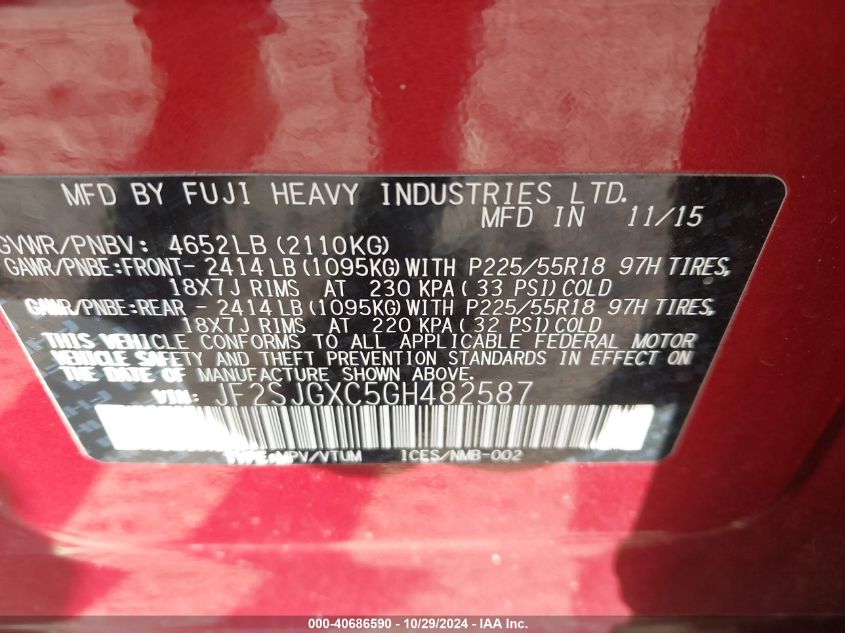 MFD BY FUJI HEAVY INDUSTRIES LTD.
MFD IN 11/15
GVWR/PNBV: 4652LB (2110KG)
GAWR/PNBE:FRONT- 2414 LB (1095KG) WITH P225/55R18 97H TIRES,
18X7J RIMS AT 230 KPA ( 33 PSI) COLD
GAWR/PNBE:REAR - 2414 LB (1095KG) WITH P225/55R18 97H TIRES,
18X7J RIMS AT 220 KPA ( 32 PSI) COLD
THIS VEHICLE CONFORMS TO ALL APPLICABLE FEDERAL MOTOR
VEHICLE SAFETY AND THEFT PREVENTION STANDARDS IN EFFECT ON
THE DATE OF MANUFACTURE SHOWN ABOVE.
VIN: JF2SJGXC5GH482587
TYPE:MPV/VTUM ICES/NMB-002
000-40686590 - 10/29/2024 - IAA Inc.